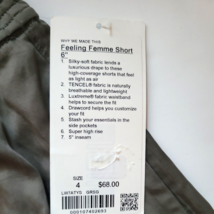 WHY WE MADE THIS
Feeling Femme Short
6"
1. Silky-soft fabric lends a
luxurious drape to these
high-coverage shorts that feel
as light as air
2. TENCEL® fabric is naturally
breathable and lightweight
3. Luxtreme® fabric waistband
helps to secure the fit
4. Drawcord helps you customize
your fit
5. Stash your essentials in the
side pockets
6. Super high rise
7. 5" inseam
SIZE
4 $68.00